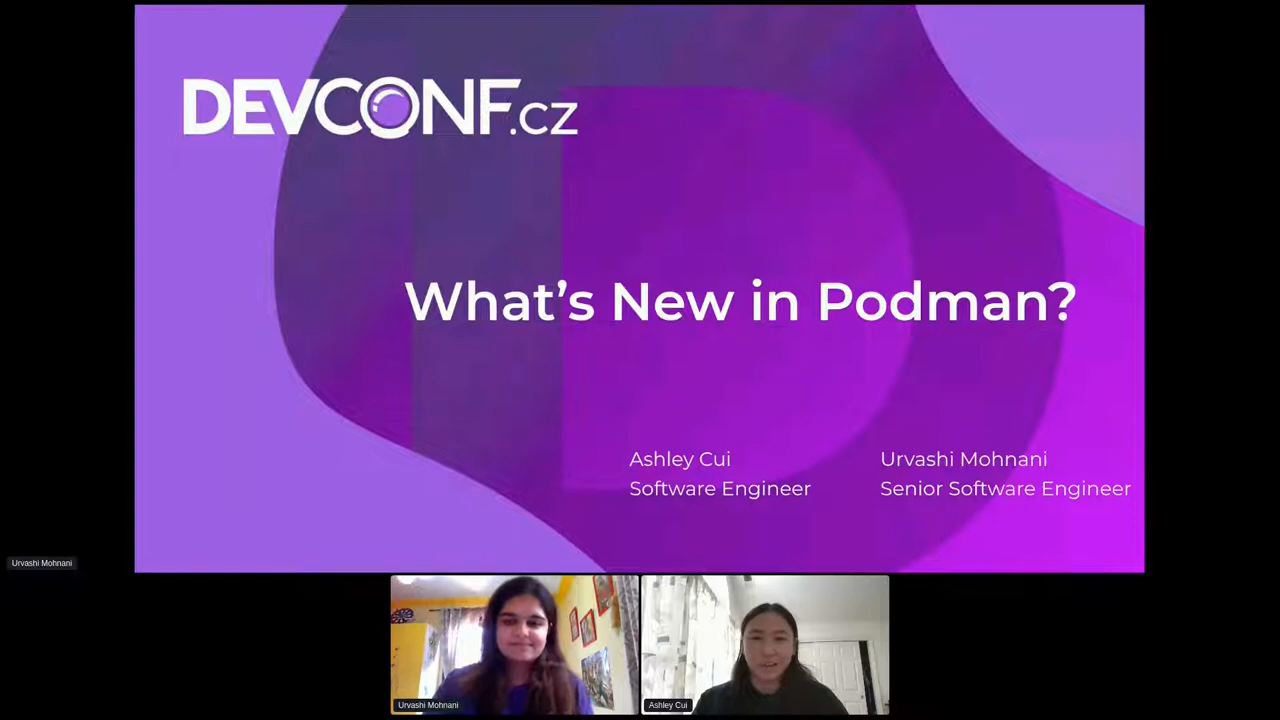 DEVCONF.CZ
What's New in Podman?
Ashley Cui
Software Engineer
Urvashi Mohnani
Senior Software Engineer
Urvashi Mohnani
Urvashi Mohnani
Ashley Cui